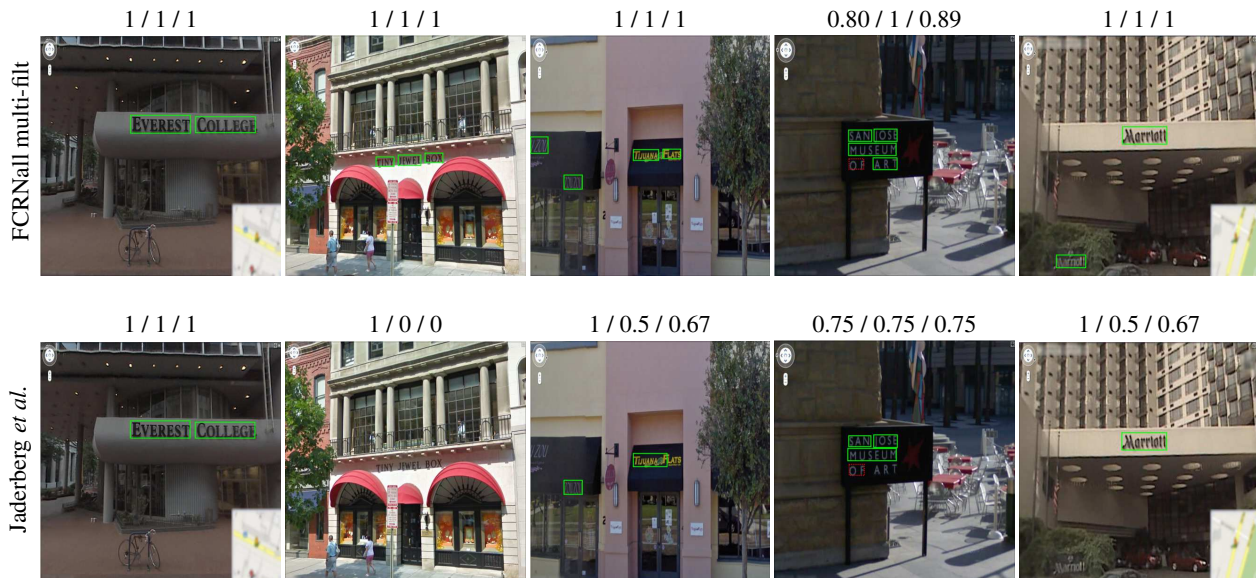 1 / 1 / 1
1 / 1 / 1
1 / 1 / 1
0.80 / 1 / 0.89
1 / 1 / 1
FCRNall multi-filt
EVEREST COLLEGE
TINY JEWEL BOX
TIJUANA FLATS
SAN JOSE
MUSEUM
OF ART
Marriott
Marriott
1 / 1 / 1
1 / 0 / 0
1 / 0.5 / 0.67
0.75 / 0.75 / 0.75
1 / 0.5 / 0.67
Jaderberg et al.
EVEREST COLLEGE
TINY JEWEL BOX
TIJUANA FLATS
SAN JOSE
MUSEUM
OF ART
Marriott
Marriott